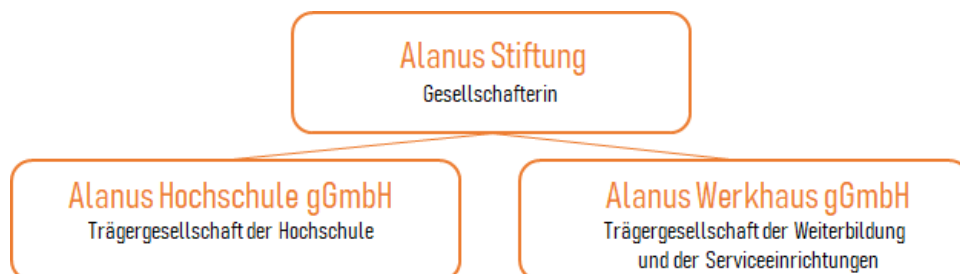 Alanus Stiftung
Gesellschafterin
Alanus Hochschule gGmbH
Trägergesellschaft der Hochschule
Alanus Werkhaus gGmbH
Trägergesellschaft der Weiterbildung
und der Serviceeinrichtungen